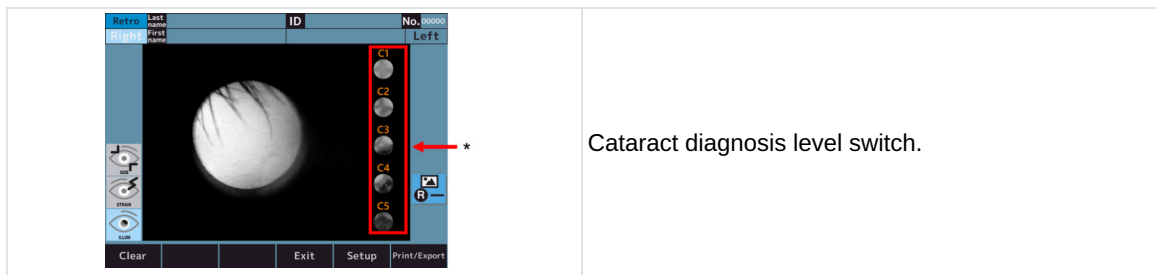 Retro Last name ID No. 00000
Right First name Left
C1
C2
C3
*
Cataract diagnosis level switch.
C4
R
C5
STRAIN
ILLUM
Clear Exit Setup Print/Export